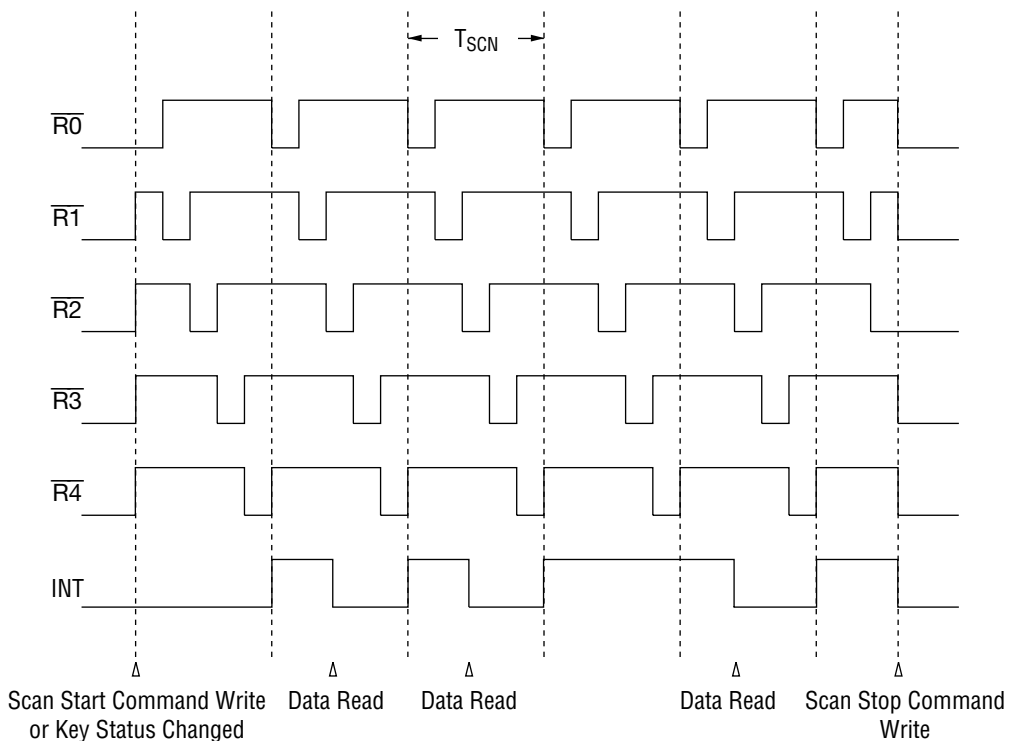 TSCN
R0
R1
R2
R3
R4
INT
Scan Start Command Write
or Key Status Changed
Data Read
Data Read
Data Read
Scan Stop Command
Write